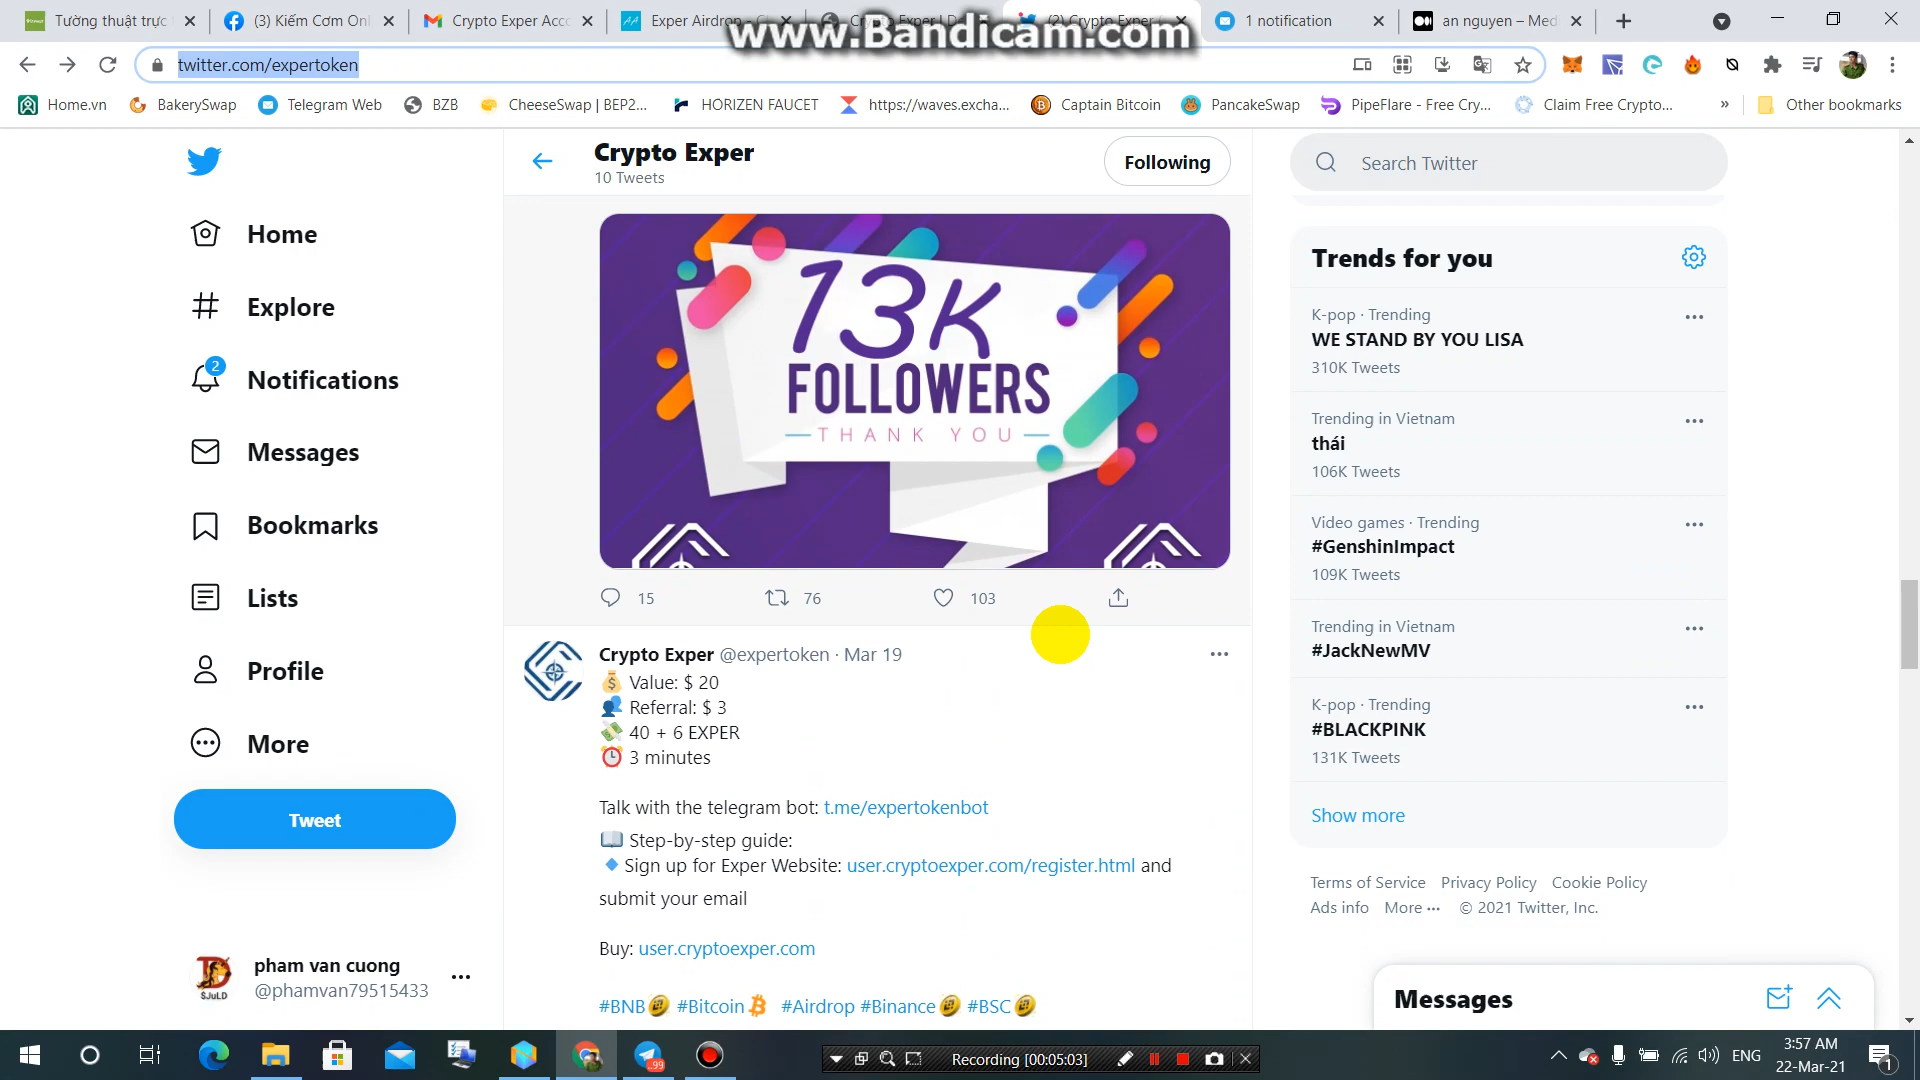 Tường thuật trực
(3) Kiếm Cơm Onl
Crypto Exper Acc
Exper Airdrop - C
Crypto Exper | De
(2) Crypto Exper
1 notification
an nguyen – Med
www.Bandicam.com
twitter.com/expertoken
Home.vn
BakerySwap
Telegram Web
BZB
CheeseSwap | BEP2...
HORIZEN FAUCET
https://waves.excha...
Captain Bitcoin
PancakeSwap
PipeFlare - Free Cry...
Claim Free Crypto...
»
Other bookmarks
Home
Explore
2
Notifications
Messages
Bookmarks
Lists
Profile
More
Tweet
pham van cuong
@phamvan79515433
Crypto Exper
10 Tweets
Following
13K
FOLLOWERS
THANK YOU
15
76
103
Crypto Exper @expertoken · Mar 19
Value: $ 20
Referral: $ 3
40 + 6 EXPER
3 minutes
Talk with the telegram bot: t.me/expertokenbot
Step-by-step guide:
Sign up for Exper Website: user.cryptoexper.com/register.html and
submit your email
Buy: user.cryptoexper.com
#BNB #Bitcoin #Airdrop #Binance #BSC
Search Twitter
Trends for you
K-pop · Trending
WE STAND BY YOU LISA
310K Tweets
Trending in Vietnam
thái
106K Tweets
Video games · Trending
#GenshinImpact
109K Tweets
Trending in Vietnam
#JackNewMV
K-pop · Trending
#BLACKPINK
131K Tweets
Show more
Terms of Service Privacy Policy Cookie Policy
Ads info More ··· © 2021 Twitter, Inc.
Messages
99
Recording [00:05:03]
ENG
3:57 AM
22-Mar-21
1